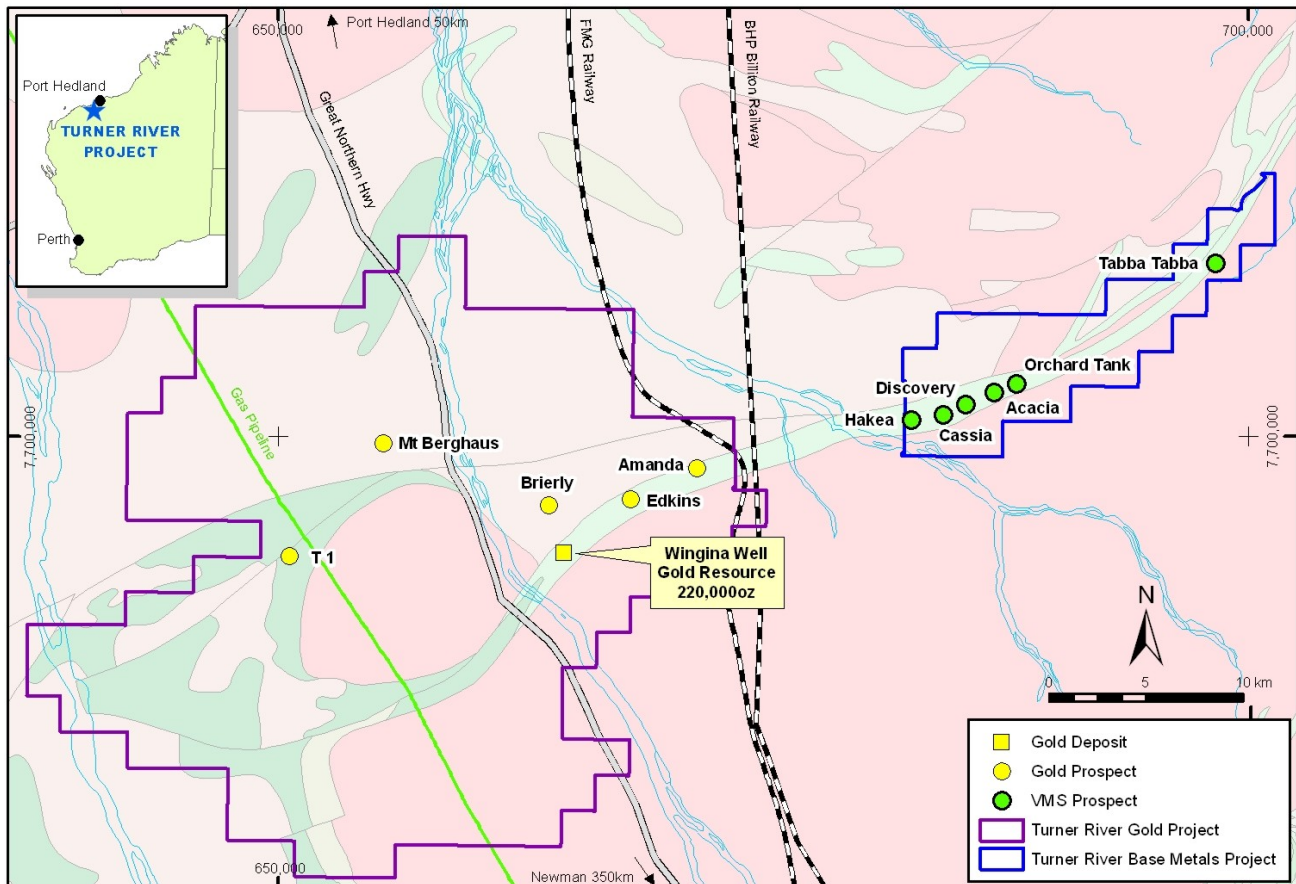 650,000
Port Hedland 50km
700,000
Port Hedland
TURNER RIVER
PROJECT
Perth
FMG Railway
BHP Billiton Railway
Great Northern Hwy
Tabba Tabba
Orchard Tank
Discovery
Acacia
Hakea
Cassia
7,700,000
Gas Pipeline
Mt Berghaus
7,700,000
Amanda
Brierly
Edkins
T 1
Wingina Well
Gold Resource
220,000oz
N
0 5 10 km
Gold Deposit
Gold Prospect
VMS Prospect
Turner River Gold Project
Turner River Base Metals Project
650,000
Newman 350km